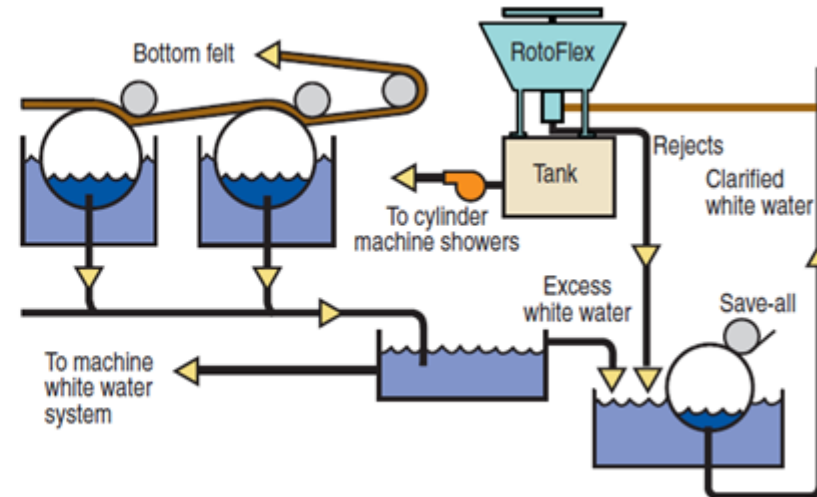 Bottom felt
RotoFlex
Rejects
Tank
Clarified
white water
To cylinder
machine showers
Excess
white water
Save-all
To machine
white water
system